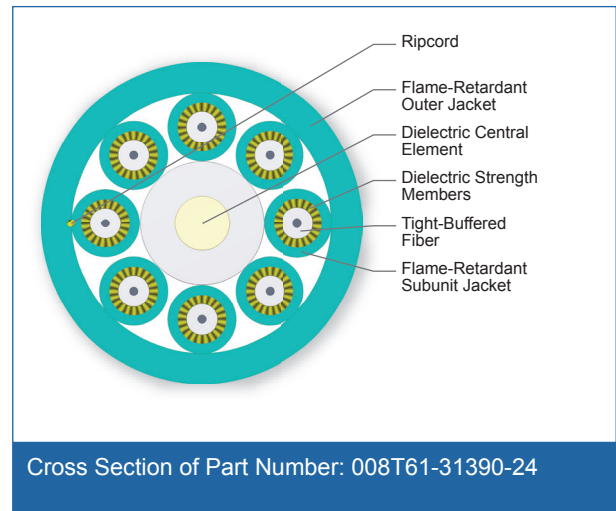 Ripcord
Flame-Retardant
Outer Jacket
Dielectric Central
Element
Dielectric Strength
Members
Tight-Buffered
Fiber
Flame-Retardant
Subunit Jacket
Cross Section of Part Number: 008T61-31390-24